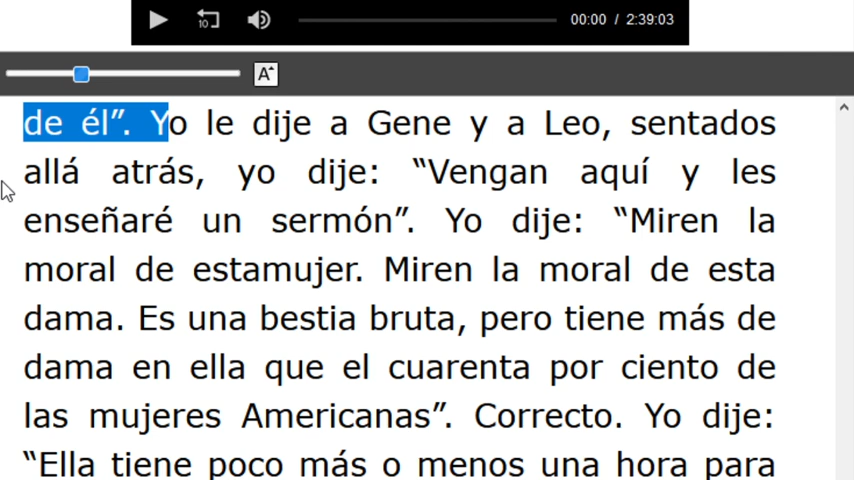 10
00:00 / 2:39:03
A
de él”. Yo le dije a Gene y a Leo, sentados
allá atrás, yo dije: “Vengan aquí y les
enseñaré un sermón”. Yo dije: “Miren la
moral de estamujer. Miren la moral de esta
dama. Es una bestia bruta, pero tiene más de
dama en ella que el cuarenta por ciento de
las mujeres Americanas”. Correcto. Yo dije:
“Ella tiene poco más o menos una hora para